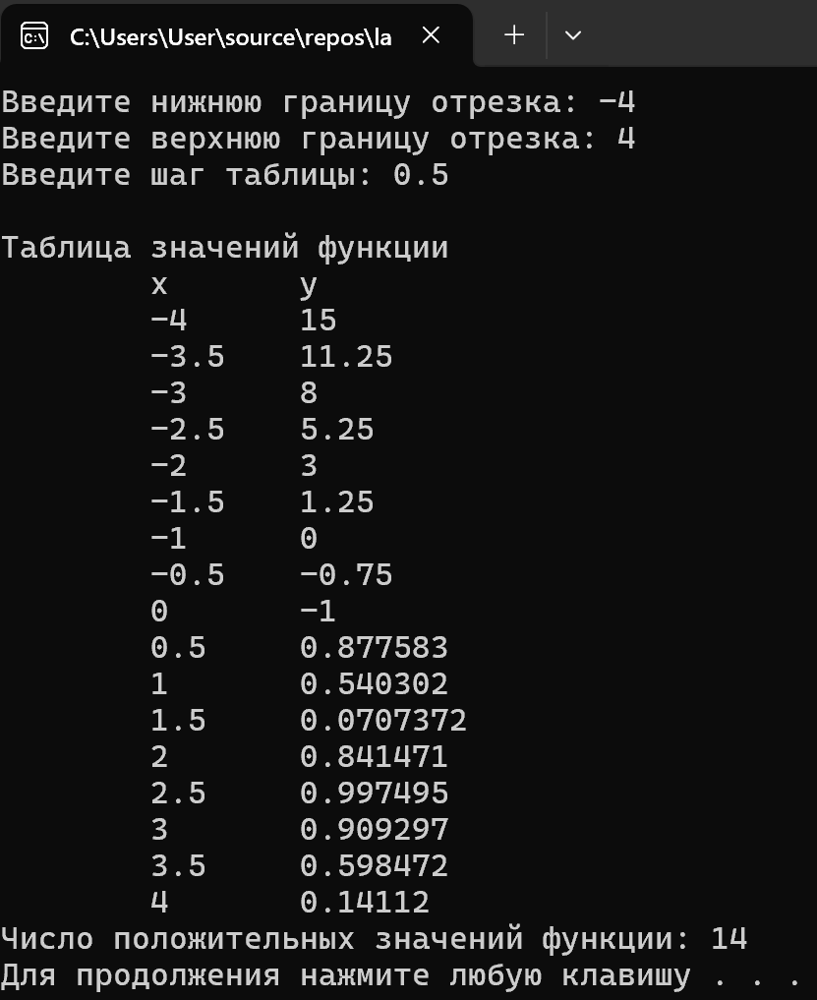 C:\Users\User\source\repos\la
Введите нижнюю границу отрезка: -4
Введите верхнюю границу отрезка: 4
Введите шаг таблицы: 0.5
Таблица значений функции
x y
-4 15
-3.5 11.25
-3 8
-2.5 5.25
-2 3
-1.5 1.25
-1 0
-0.5 -0.75
0 -1
0.5 0.877583
1 0.540302
1.5 0.0707372
2 0.841471
2.5 0.997495
3 0.909297
3.5 0.598472
4 0.14112
Число положительных значений функции: 14
Для продолжения нажмите любую клавишу . . .